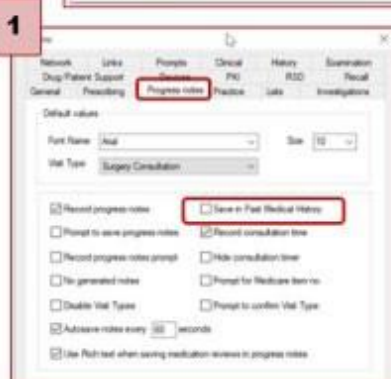 1
Network Links Prompts Clinical History Examination
Drug/Patient Support Devices PKI RSD Recall
General Prescribing Progress notes Practice Labs Investigations
Default values
Font Name Arial Size 10
Visit Type Surgery Consultation
Record progress notes Save in Past Medical History
Prompt to save progress notes Record consultation time
Record progress notes prompt Hide consultation timer
No generated notes Prompt for Medicare item no
Disable Visit Types Prompt to confirm Visit Type
Autosave notes every 60 seconds
Use Rich text when saving medication reviews in progress notes